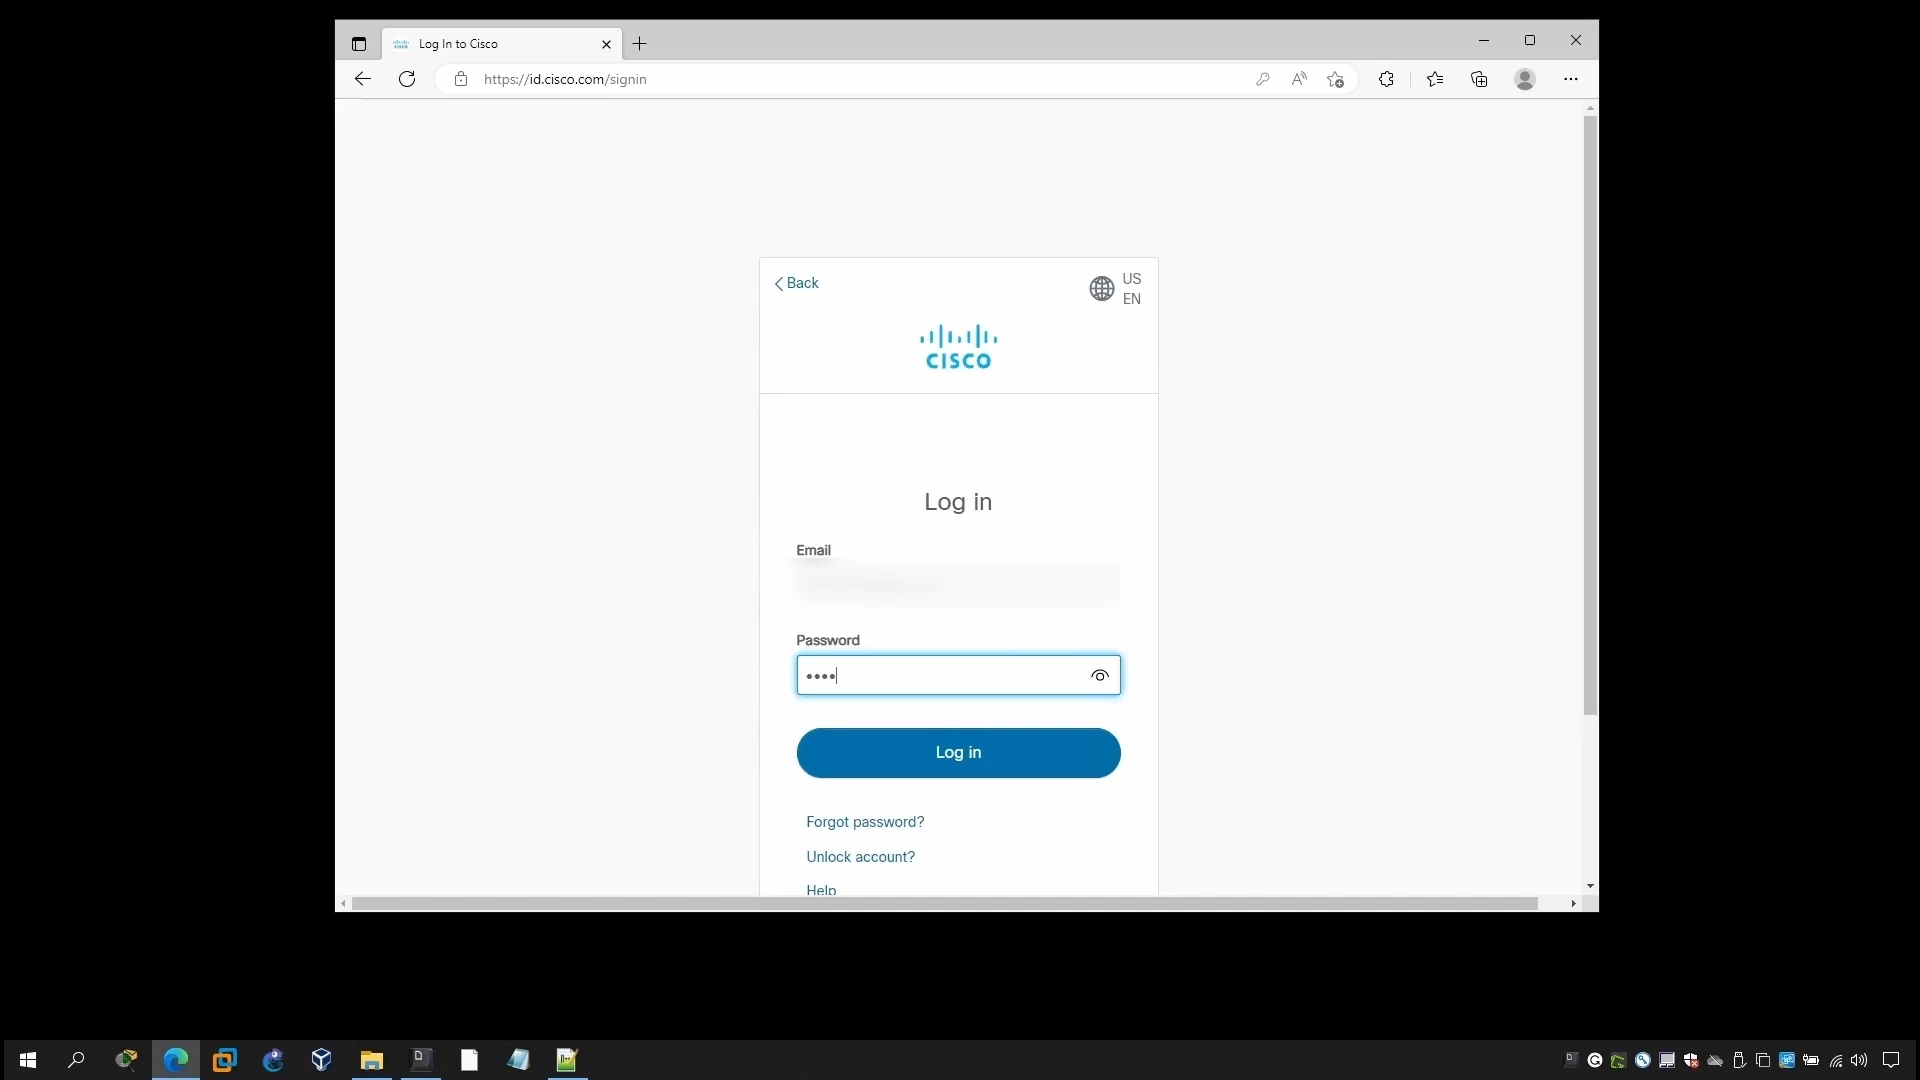 Log In to Cisco
https://id.cisco.com/signin
Back
US
EN
CISCO
Log in
Email
Password
Log in
Forgot password?
Unlock account?
Help